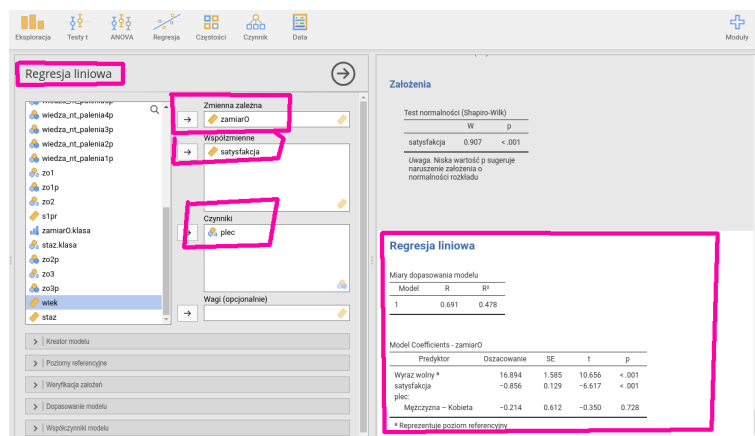 Eksploracja Testy t ANOVA Regresja Częstości Czynnik Data Moduły
Regresja liniowa
wiedza_nt_palenia4p
wiedza_nt_palenia3p
wiedza_nt_palenia2p
wiedza_nt_palenia1p
zo1
zo1p
zo2
s1pr
zamiarO.klasa
staz.klasa
zo2p
zo3
zo3p
wiek
staz
Zmienna zależna
zamiarO
Współzmienne
satysfakcja
Czynniki
plec
Wagi (opcjonalnie)
Kreator modelu
Poziomy referencyjne
Weryfikacja założeń
Dopasowanie modelu
Współczynniki modelu
Założenia
Test normalności (Shapiro-Wilk)
W p
satysfakcja 0.907 < .001
Uwaga. Niska wartość p sugeruje
naruszenie założenia o
normalności rozkładu
Regresja liniowa
Miary dopasowania modelu
Model R R²
1 0.691 0.478
Model Coefficients - zamiarO
Predyktor Oszacowanie SE t p
Wyraz wolny ª 16.894 1.585 10.656 < .001
satysfakcja −0.856 0.129 −6.617 < .001
plec:
Mężczyzna – Kobieta −0.214 0.612 −0.350 0.728
ª Reprezentuje poziom referencyjny